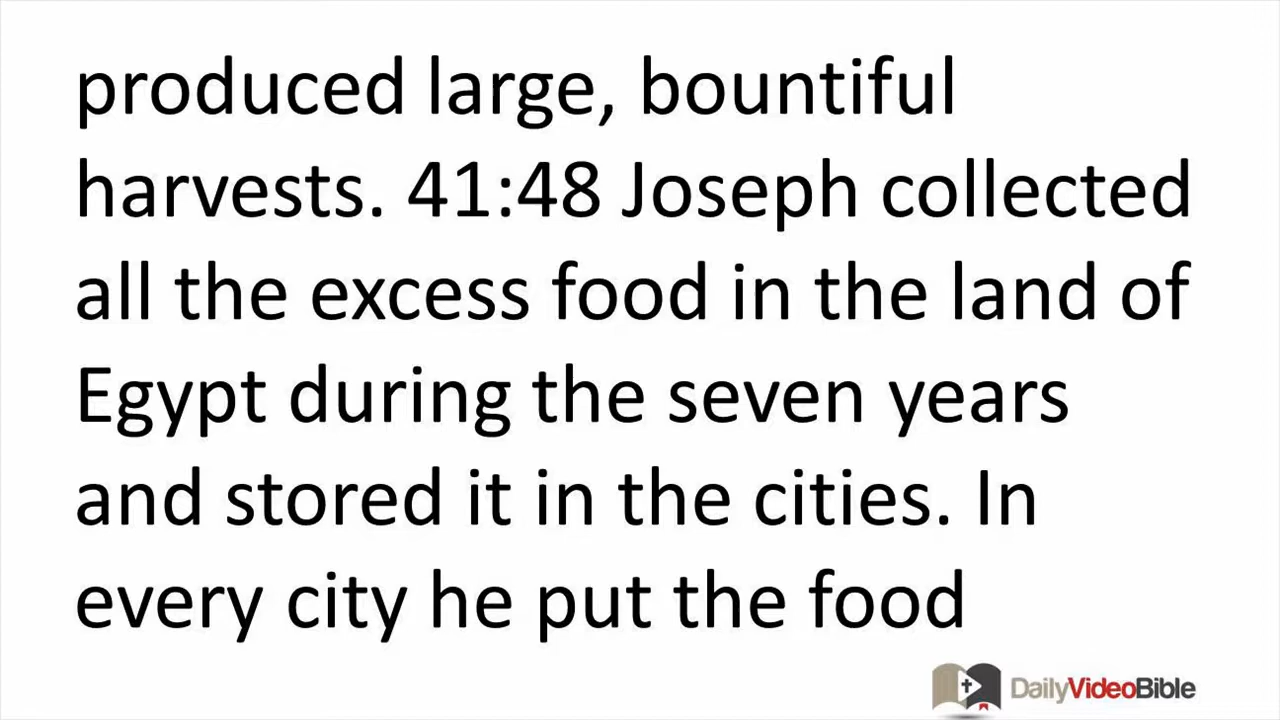 produced large, bountiful
harvests. 41:48 Joseph collected
all the excess food in the land of
Egypt during the seven years
and stored it in the cities. In
every city he put the food
DailyVideoBible